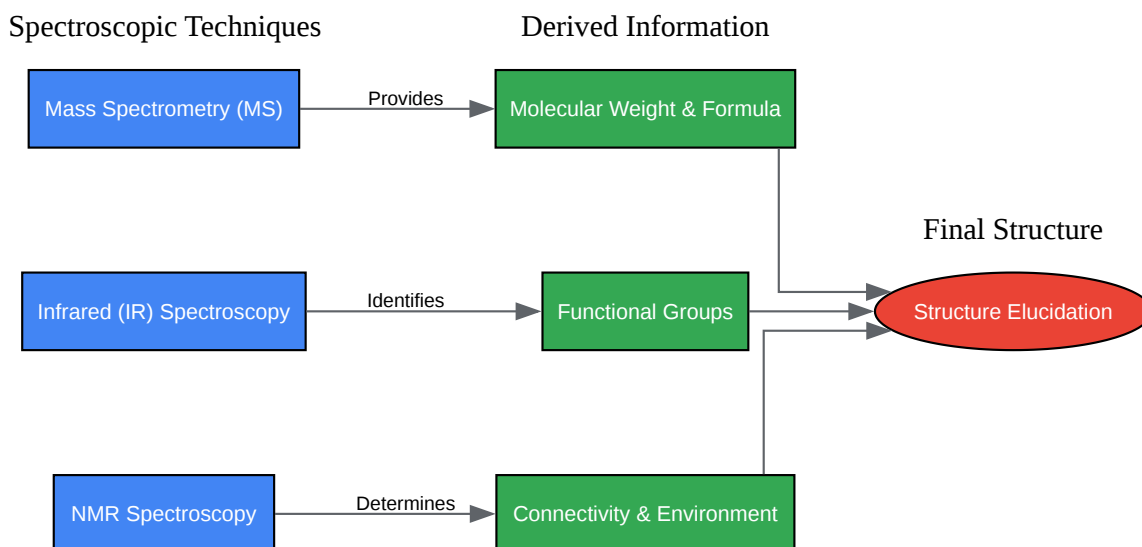 Spectroscopic Techniques
Derived Information
Mass Spectrometry (MS)
Provides
Molecular Weight & Formula
Final Structure
Infrared (IR) Spectroscopy
Identifies
Functional Groups
Structure Elucidation
NMR Spectroscopy
Determines
Connectivity & Environment